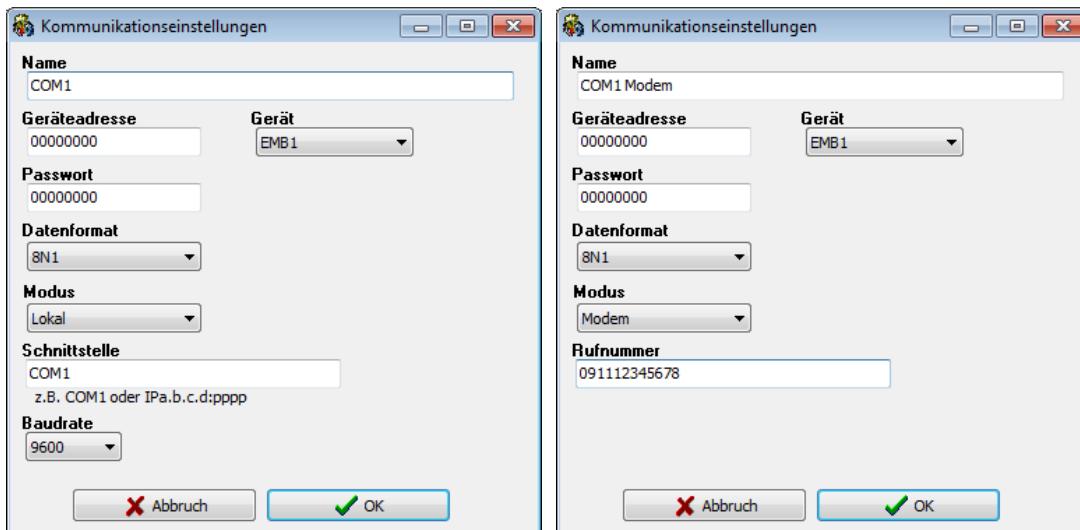 Kommunikationseinstellungen
Name
COM1
Geräteadresse Gerät
00000000 EMB1
Passwort
00000000
Datenformat
8N1
Modus
Lokal
Schnittstelle
COM1
z.B. COM1 oder IPa.b.c.d:pppp
Baudrate
9600
Abbruch OK
Kommunikationseinstellungen
Name
COM1 Modem
Geräteadresse Gerät
00000000 EMB1
Passwort
00000000
Datenformat
8N1
Modus
Modem
Rufnummer
091112345678
Abbruch OK